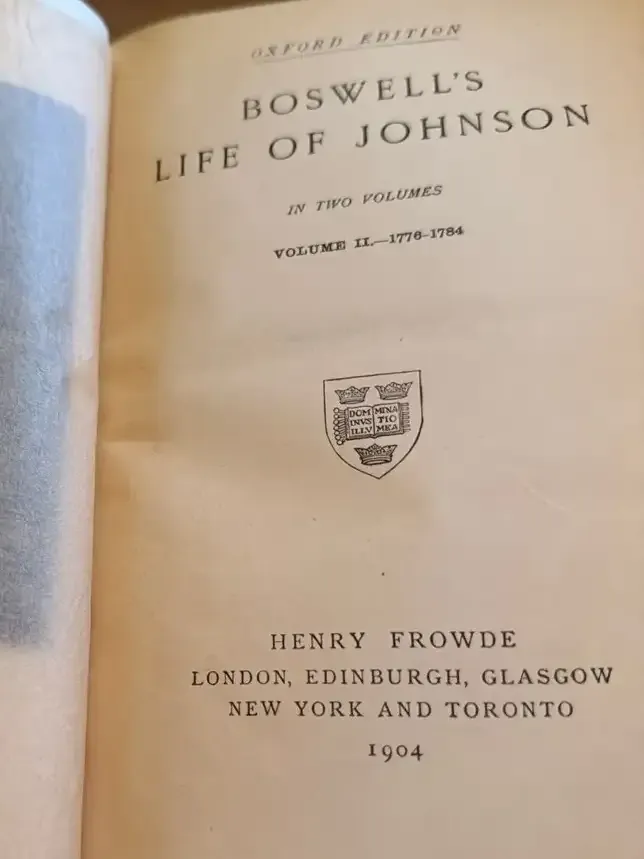 OXFORD EDITION
BOSWELL'S
LIFE OF JOHNSON
IN TWO VOLUMES
VOLUME II.—1776–1784
DOM MINA
INVS TIO
ILLV MEA
HENRY FROWDE
LONDON, EDINBURGH, GLASGOW
NEW YORK AND TORONTO
1904